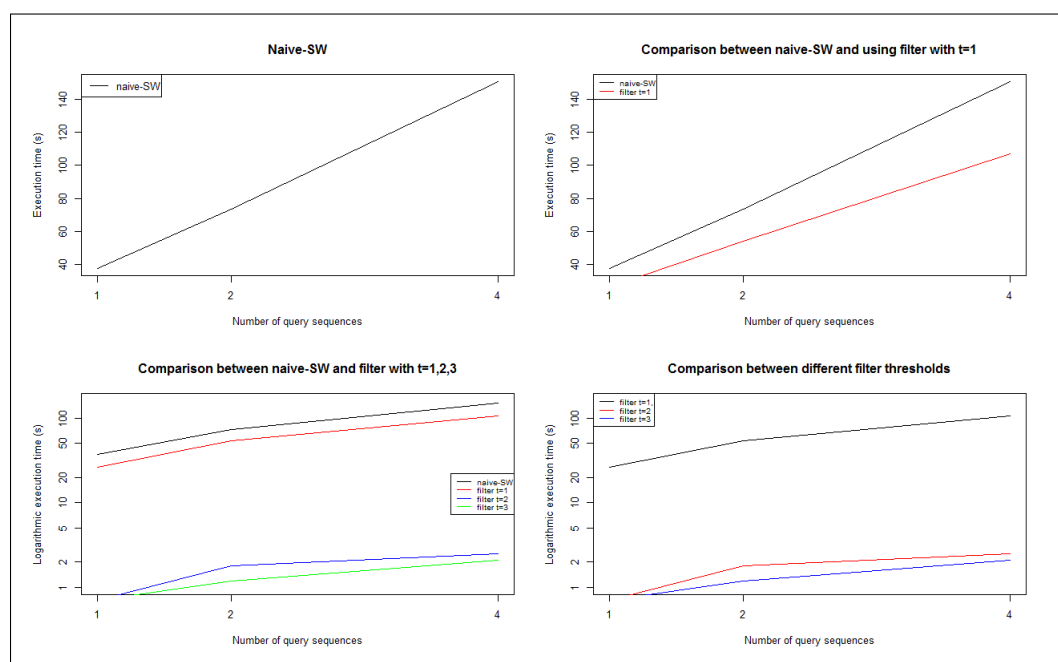 Naive-SW
naive-SW
Execution time (s)
140
120
100
80
60
40
1
2
4
Number of query sequences
Comparison between naive-SW and using filter with t=1
naive-SW
filter t=1
Execution time (s)
140
120
100
80
60
40
1
2
4
Number of query sequences
Comparison between naive-SW and filter with t=1,2,3
naive-SW
filter t=1
filter t=2
filter t=3
Logarithmic execution time (s)
100
50
20
10
5
2
1
1
2
4
Number of query sequences
Comparison between different filter thresholds
filter t=1,
filter t=2
filter t=3
Logarithmic execution time (s)
100
50
20
10
5
2
1
1
2
4
Number of query sequences